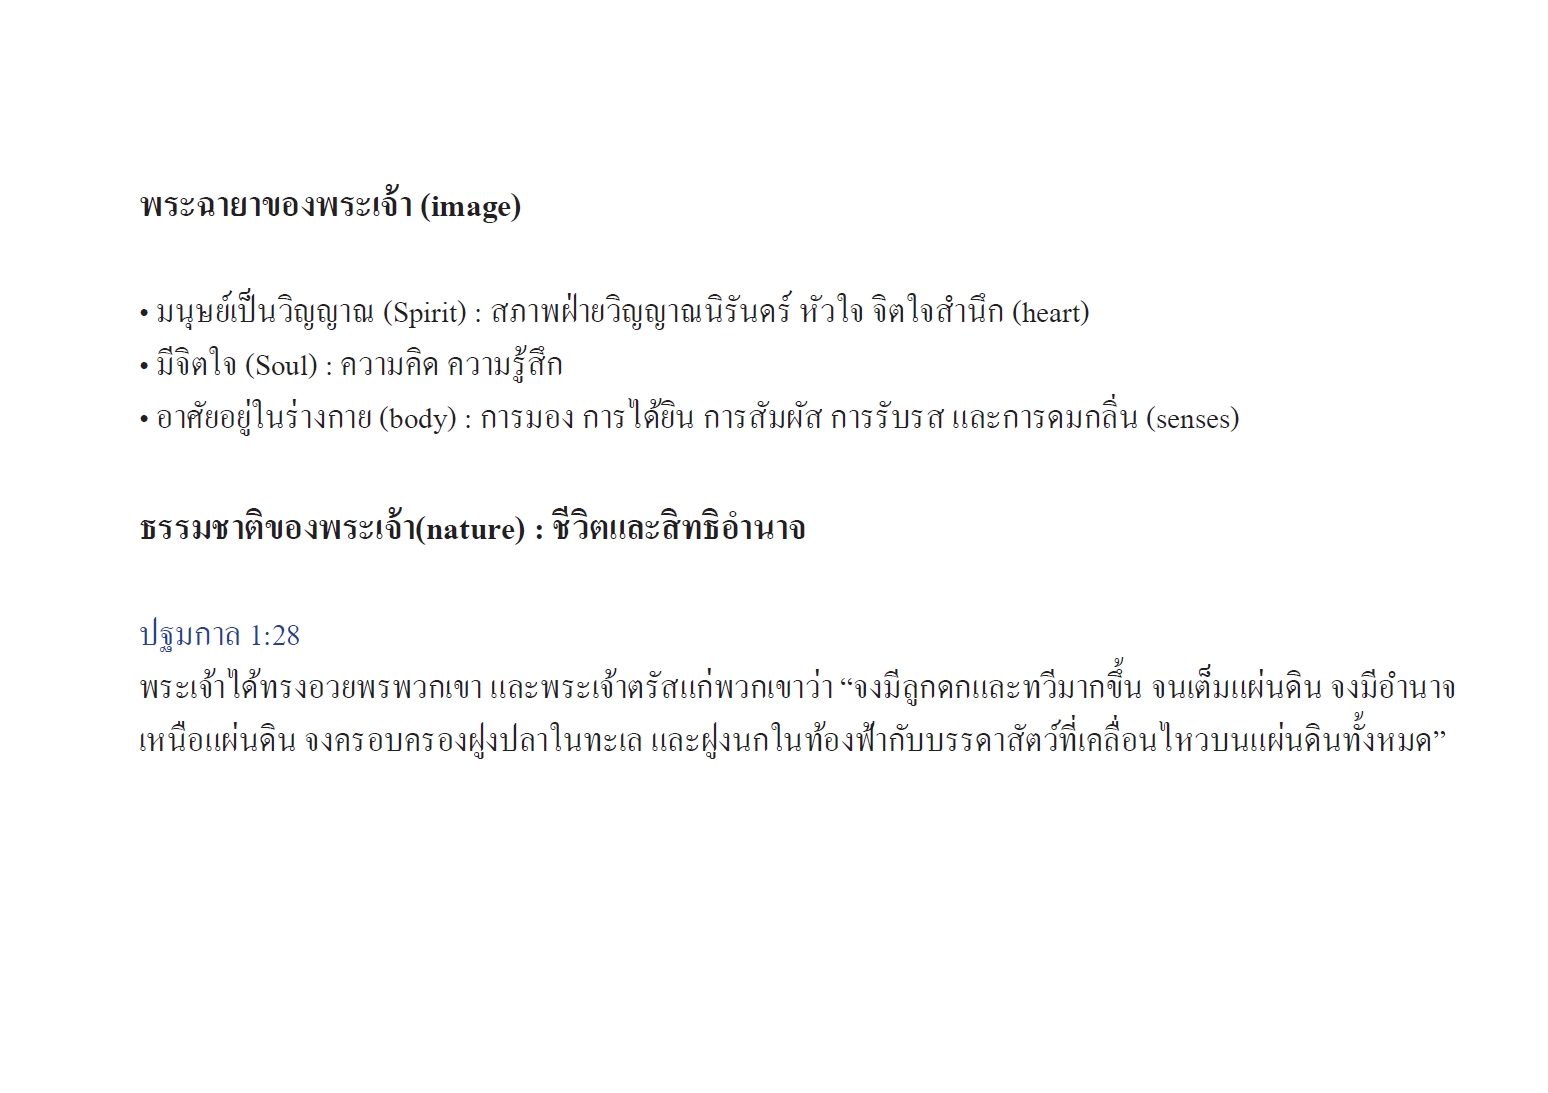 พระฉายาของพระเจ้า (image)
• มนุษย์เป็นวิญญาณ (Spirit) : สภาพฝ่ายวิญญาณนิรันดร์ หัวใจ จิตใจสำนึก (heart)
• มีจิตใจ (Soul) : ความคิด ความรู้สึก
• อาศัยอยู่ในร่างกาย (body) : การมอง การได้ยิน การสัมผัส การรับรส และการดมกลิ่น (senses)
ธรรมชาติของพระเจ้า(nature) : ชีวิตและสิทธิอำนาจ
ปฐมกาล 1:28
พระเจ้าได้ทรงอวยพรพวกเขา และพระเจ้าตรัสแก่พวกเขาว่า “จงมีลูกดกและทวีมากขึ้น จนเต็มแผ่นดิน จงมีอำนาจ
เหนือแผ่นดิน จงครอบครองฝูงปลาในทะเล และฝูงนกในท้องฟ้ากับบรรดาสัตว์ที่เคลื่อนไหวบนแผ่นดินทั้งหมด”